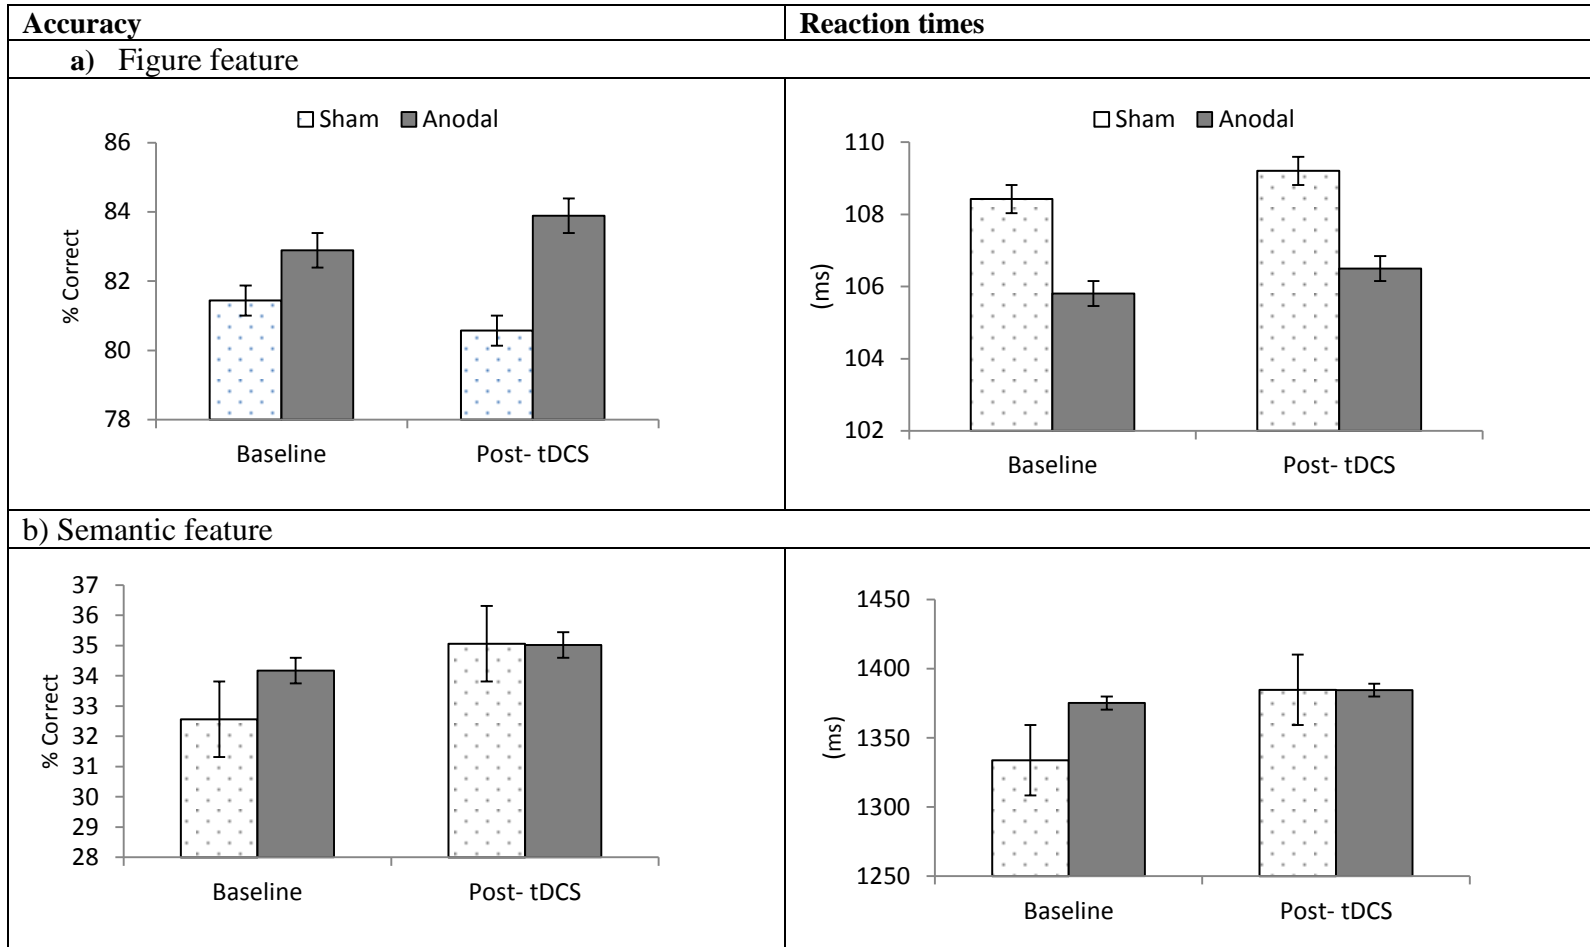 Accuracy
Reaction times
a) Figure feature
Sham Anodal
86
84
82
80
78
% Correct
Baseline
Post- tDCS
Sham Anodal
110
108
106
104
102
(ms)
Baseline
Post- tDCS
b) Semantic feature
37
36
35
34
33
32
31
30
29
28
% Correct
Baseline
Post- tDCS
1450
1400
1350
1300
1250
(ms)
Baseline
Post- tDCS